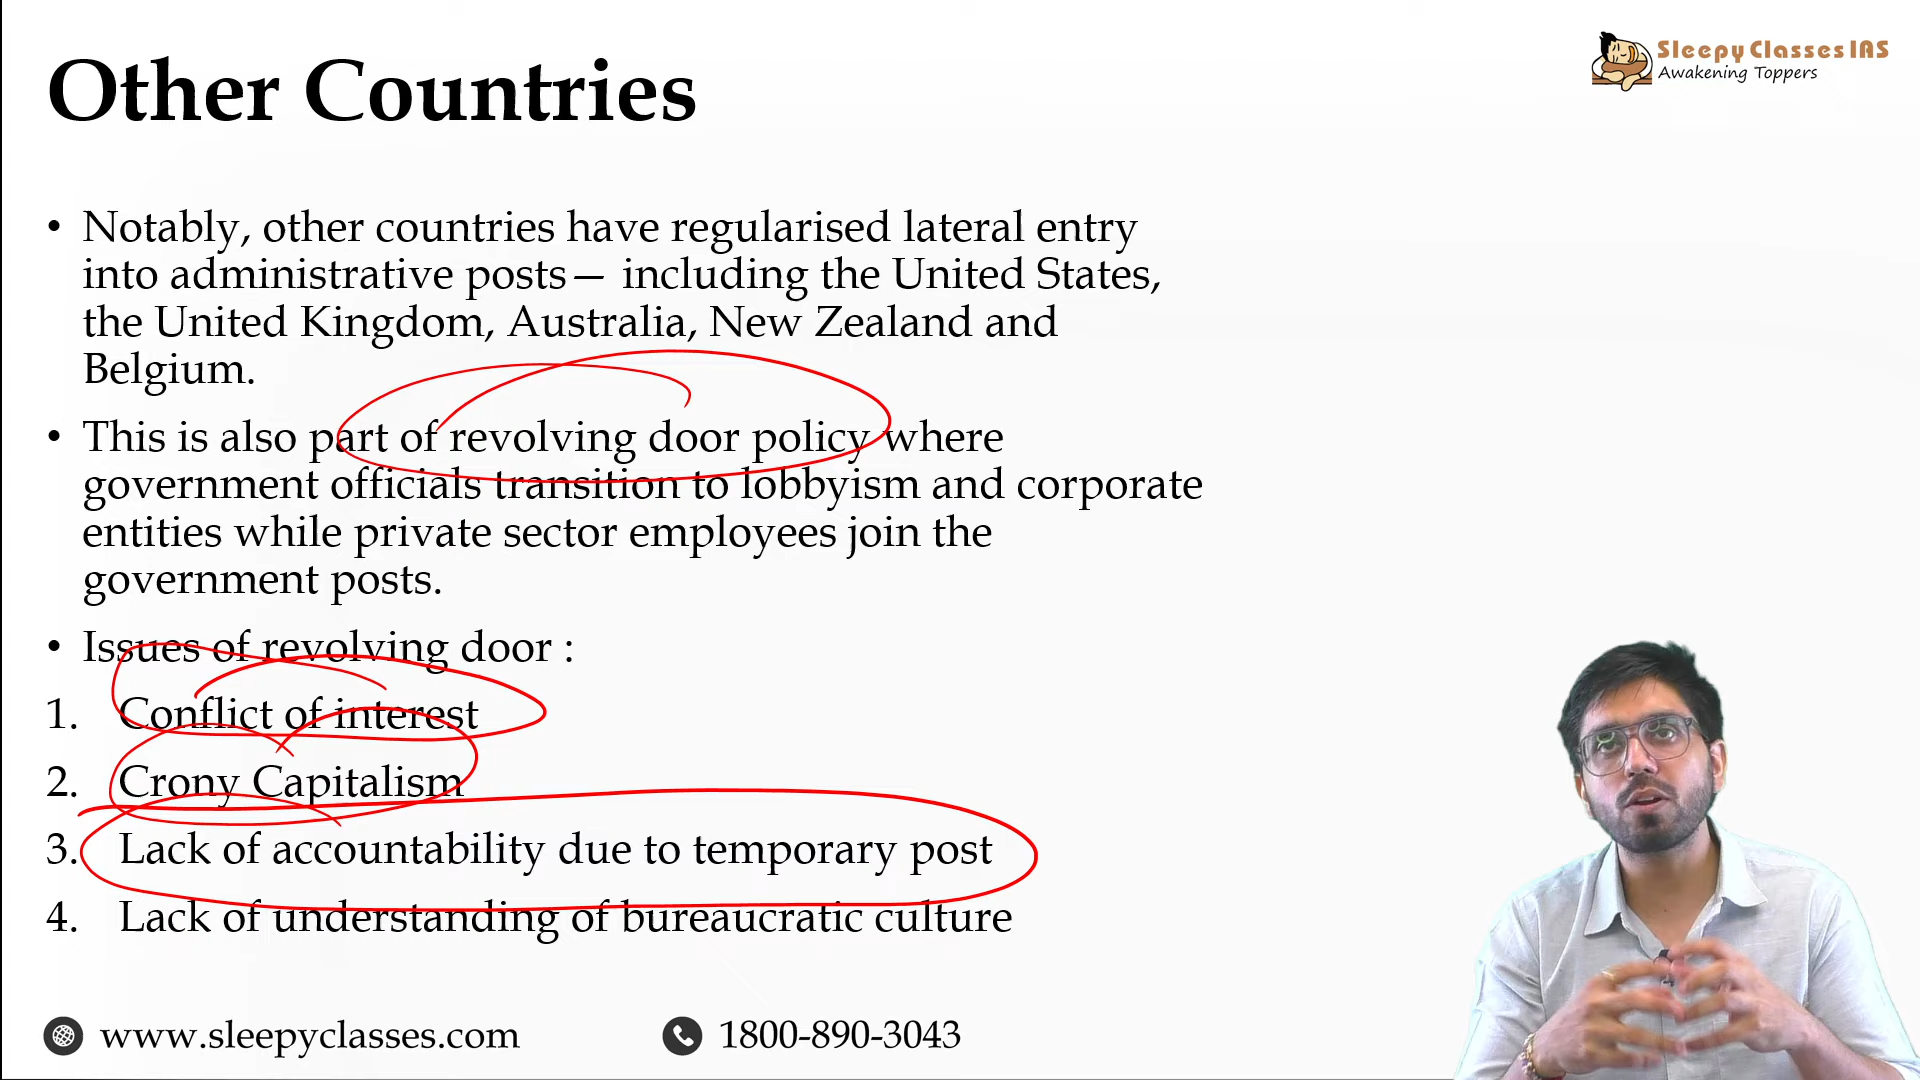 Other Countries
Sleepy Classes IAS
Awakening Toppers
• Notably, other countries have regularised lateral entry
into administrative posts— including the United States,
the United Kingdom, Australia, New Zealand and
Belgium.
• This is also part of revolving door policy where
government officials transition to lobbyism and corporate
entities while private sector employees join the
government posts.
• Issues of revolving door :
1. Conflict of interest
2. Crony Capitalism
3. Lack of accountability due to temporary post
4. Lack of understanding of bureaucratic culture
www.sleepyclasses.com
1800-890-3043